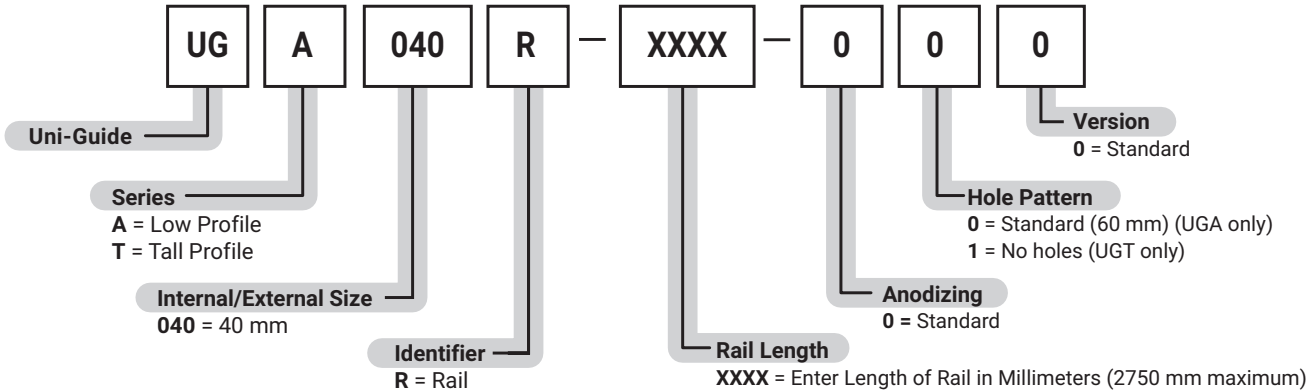 UG A 040 R — XXXX — 0 0 0
Uni-Guide
Series
A = Low Profile
T = Tall Profile
Internal/External Size
040 = 40 mm
Identifier
R = Rail
Rail Length
XXXX = Enter Length of Rail in Millimeters (2750 mm maximum)
Anodizing
0 = Standard
Hole Pattern
0 = Standard (60 mm) (UGA only)
1 = No holes (UGT only)
Version
0 = Standard